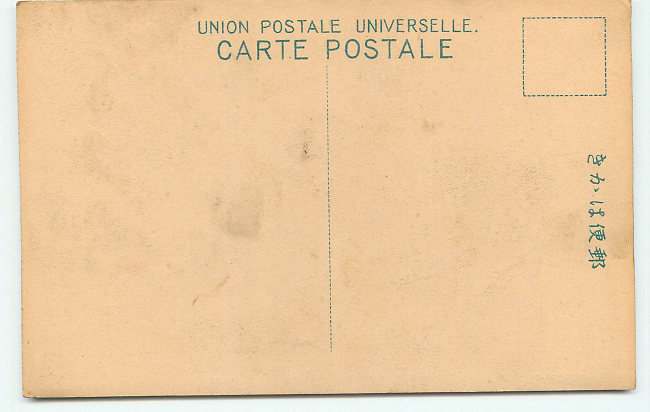 UNION POSTALE UNIVERSELLE.
CARTE POSTALE
郵便はかき